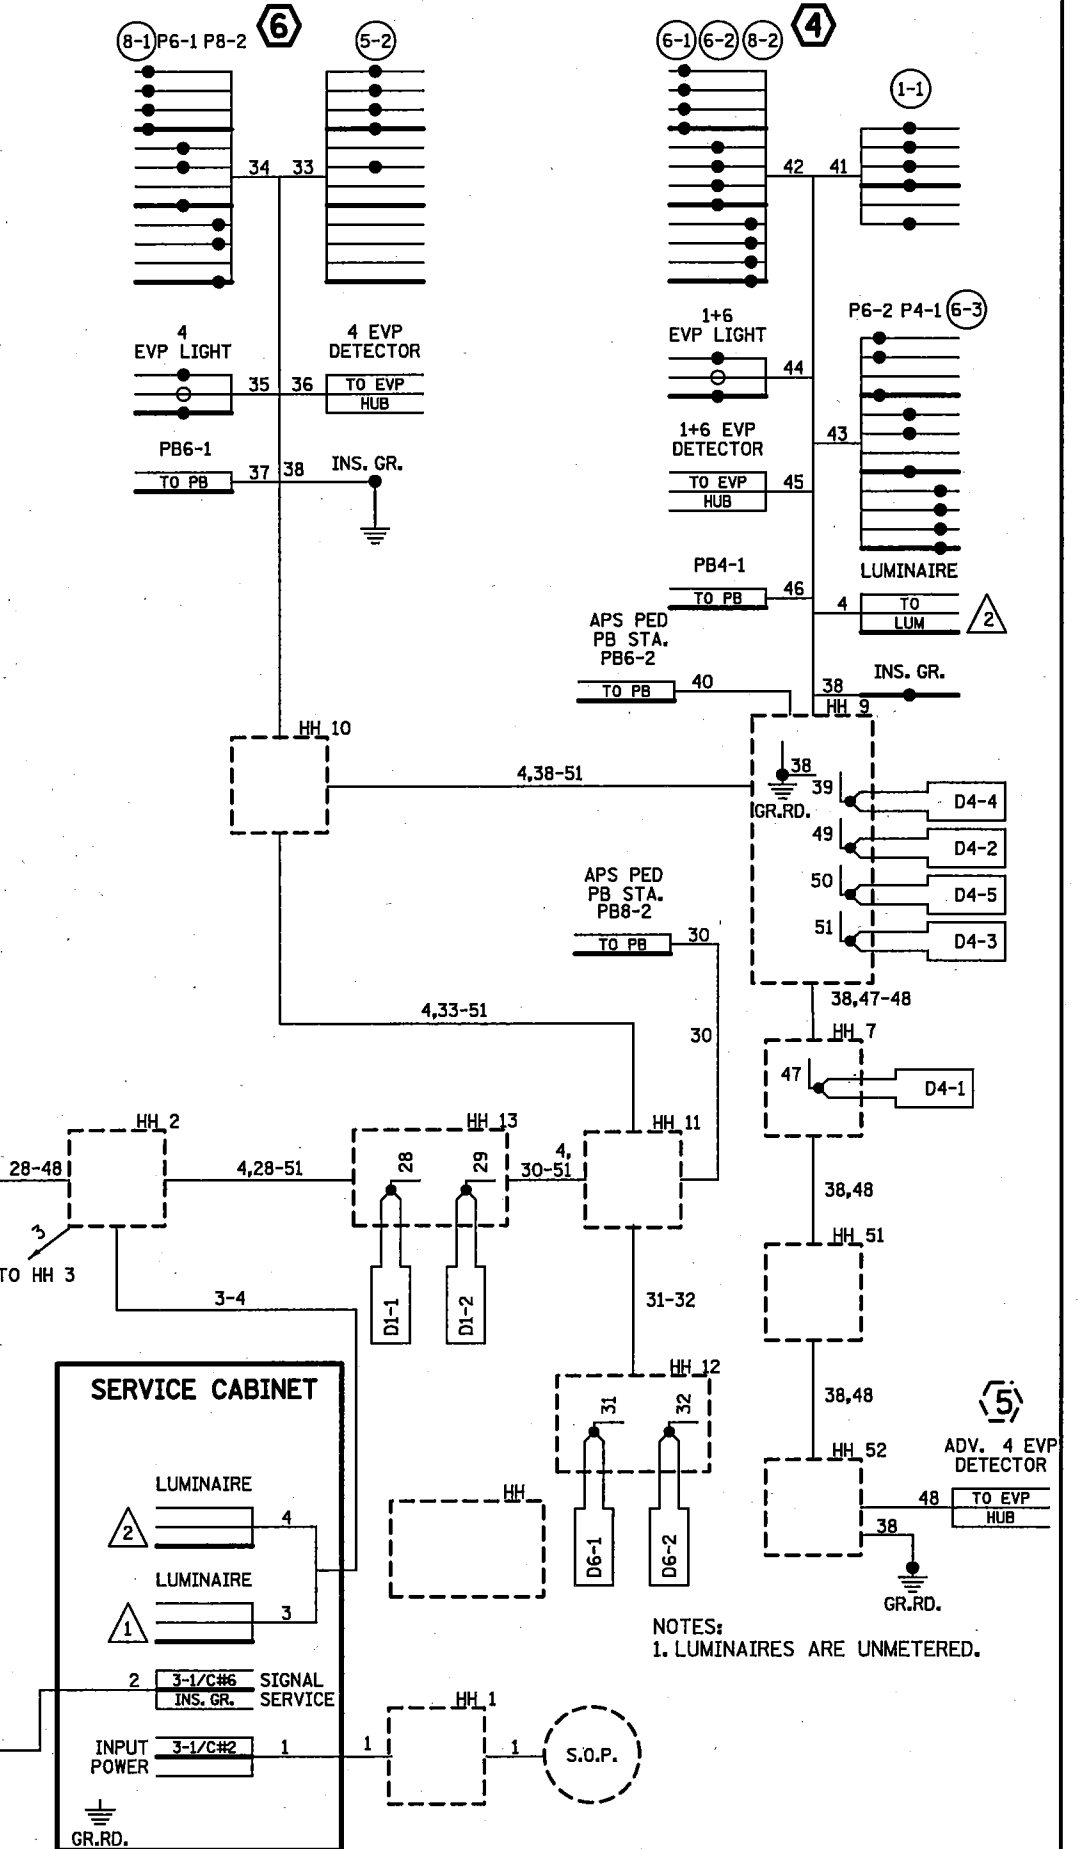 8-1 P6-1 P8-2
6
5-2
6-1 6-2 8-2
4
1-1
34 33
42 41
4
EVP LIGHT
4 EVP
DETECTOR
35 36
TO EVP
HUB
PB6-1
TO PB
37 38
INS. GR.
1+6
EVP LIGHT
44
P6-2 P4-1 6-3
43
1+6 EVP
DETECTOR
TO EVP
HUB
45
PB4-1
TO PB
46
LUMINAIRE
4
TO
LUM
2
APS PED
PB STA.
PB6-2
TO PB
40
INS. GR.
38
HH 9
HH 10
4,38-51
38
GR.RD.
39
D4-4
49
D4-2
50
D4-5
51
D4-3
APS PED
PB STA.
PB8-2
TO PB
30
4,33-51
30
38,47-48
HH 7
47
D4-1
HH 2
28-48
4,28-51
HH 13
28
29
4,
30-51
HH 11
38,48
3
TO HH 3
HH 51
3-4
D1-1
D1-2
31-32
SERVICE CABINET
HH 12
31
32
38,48
5
HH 52
ADV. 4 EVP
DETECTOR
LUMINAIRE
2
4
HH
D6-1
D6-2
48
TO EVP
HUB
38
GR.RD.
LUMINAIRE
1
3
NOTES:
1. LUMINAIRES ARE UNMETERED.
2
3-1/C#6
INS. GR.
SIGNAL
SERVICE
HH 1
INPUT
POWER
3-1/C#2
1
1
1
S.O.P.
GR.RD.